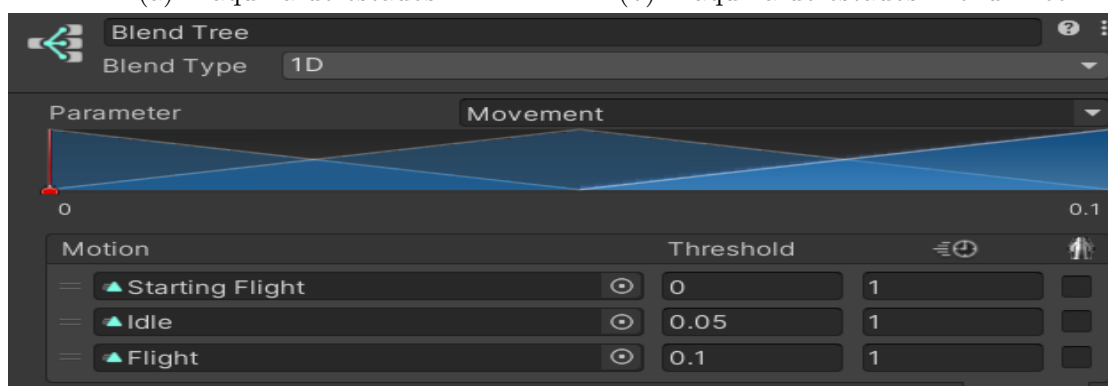 Blend Tree
Blend Type 1D
Parameter Movement
0 0.1
Motion Threshold
Starting Flight 0 1
Idle 0.05 1
Flight 0.1 1